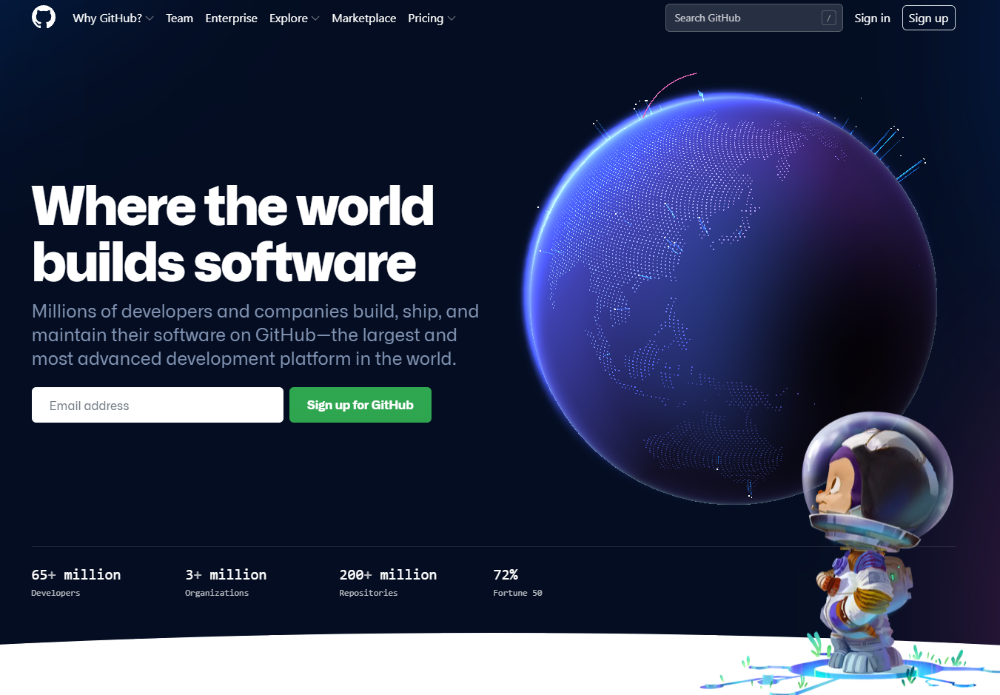 Why GitHub?
Team
Enterprise
Explore
Marketplace
Pricing
Search GitHub
/
Sign in
Sign up
Where the world
builds software
Millions of developers and companies build, ship, and
maintain their software on GitHub—the largest and
most advanced development platform in the world.
Email address
Sign up for GitHub
65+ million
Developers
3+ million
Organizations
200+ million
Repositories
72%
Fortune 50